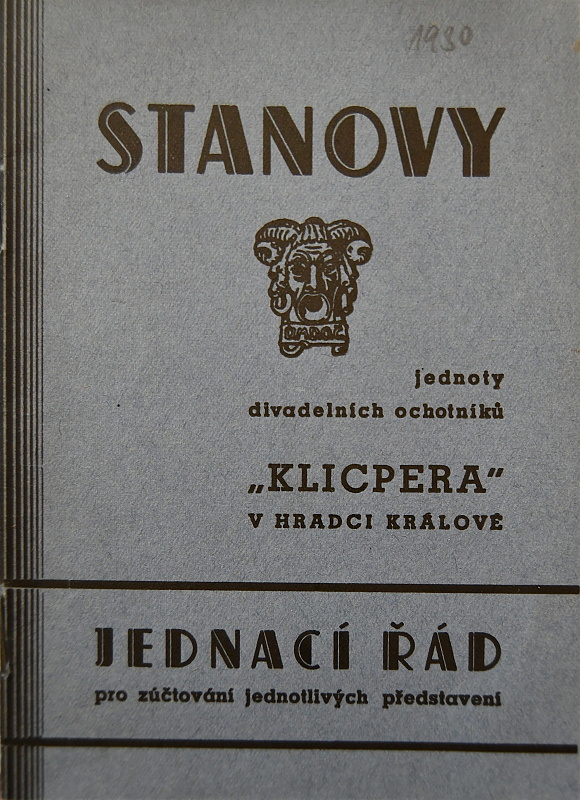 1930
STANOVY
jednoty
divadelních ochotníků
„KLICPERA“
V HRADCI KRÁLOVÉ
JEDNACÍ ŘÁD
pro zúčtování jednotlivých představení